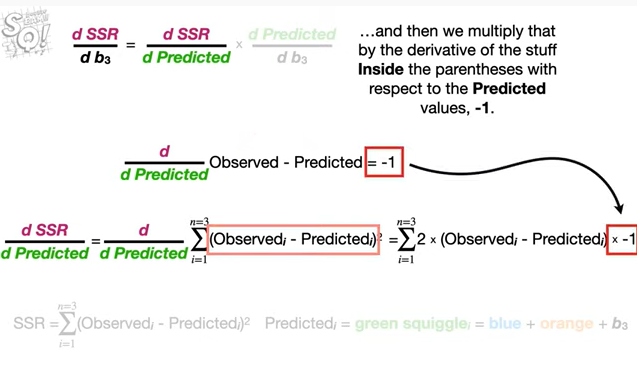 StatQuest!
d SSR / d b₃ = d SSR / d Predicted × d Predicted / d b₃
...and then we multiply that
by the derivative of the stuff
Inside the parentheses with
respect to the Predicted
values, -1.
d / d Predicted Observed - Predicted = -1
d SSR / d Predicted = d / d Predicted n=3 ∑ i=1 (Observedᵢ - Predictedᵢ)² = n=3 ∑ i=1 2 × (Observedᵢ - Predictedᵢ) × -1
SSR = n=3 ∑ i=1 (Observedᵢ - Predictedᵢ)² Predictedᵢ = green squiggleᵢ = blue + orange + b₃